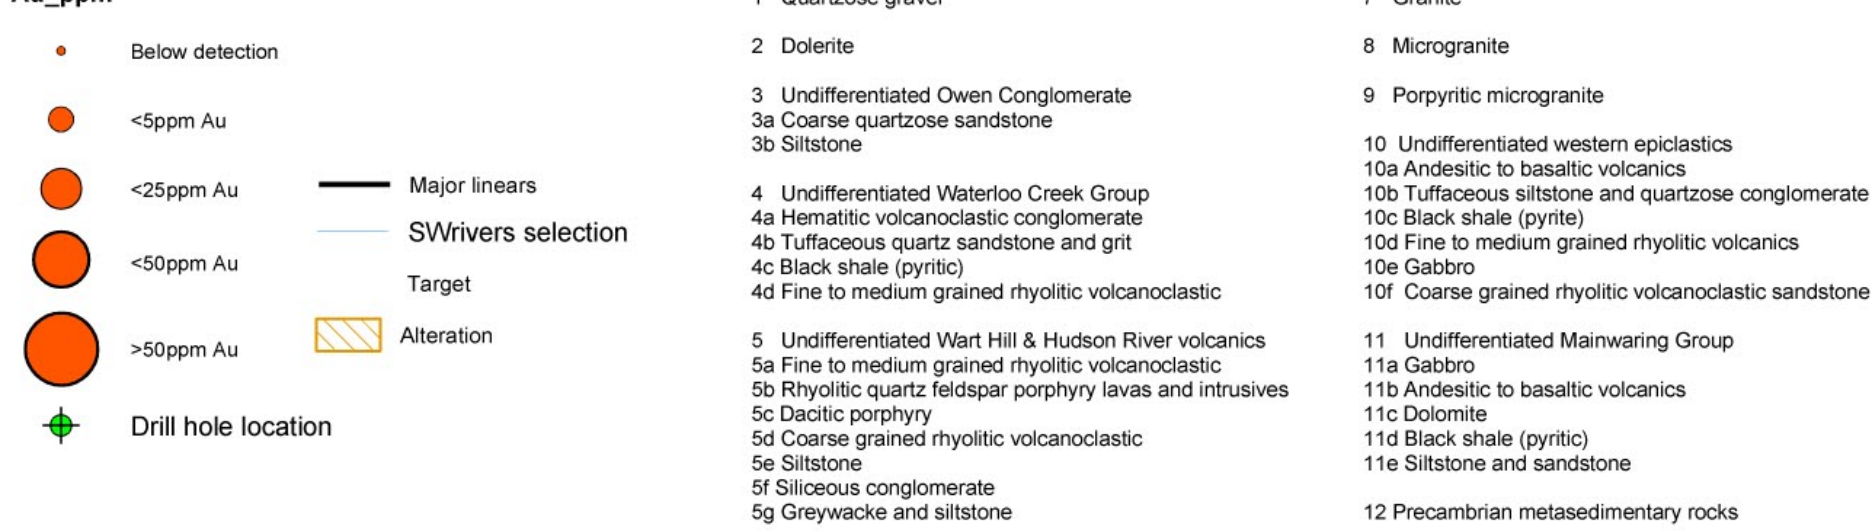 Au_ppm
Below detection
<5ppm Au
<25ppm Au
<50ppm Au
>50ppm Au
Drill hole location
Major linears
SWrivers selection
Target
Alteration
1 Quartzose gravel
2 Dolerite
3 Undifferentiated Owen Conglomerate
3a Coarse quartzose sandstone
3b Siltstone
4 Undifferentiated Waterloo Creek Group
4a Hematitic volcanoclastic conglomerate
4b Tuffaceous quartz sandstone and grit
4c Black shale (pyritic)
4d Fine to medium grained rhyolitic volcanoclastic
5 Undifferentiated Wart Hill & Hudson River volcanics
5a Fine to medium grained rhyolitic volcanoclastic
5b Rhyolitic quartz feldspar porphyry lavas and intrusives
5c Dacitic porphyry
5d Coarse grained rhyolitic volcanoclastic
5e Siltstone
5f Siliceous conglomerate
5g Greywacke and siltstone
7 Granite
8 Microgranite
9 Porpyritic microgranite
10 Undifferentiated western epiclastics
10a Andesitic to basaltic volcanics
10b Tuffaceous siltstone and quartzose conglomerate
10c Black shale (pyrite)
10d Fine to medium grained rhyolitic volcanics
10e Gabbro
10f Coarse grained rhyolitic volcanoclastic sandstone
11 Undifferentiated Mainwaring Group
11a Gabbro
11b Andesitic to basaltic volcanics
11c Dolomite
11d Black shale (pyritic)
11e Siltstone and sandstone
12 Precambrian metasedimentary rocks